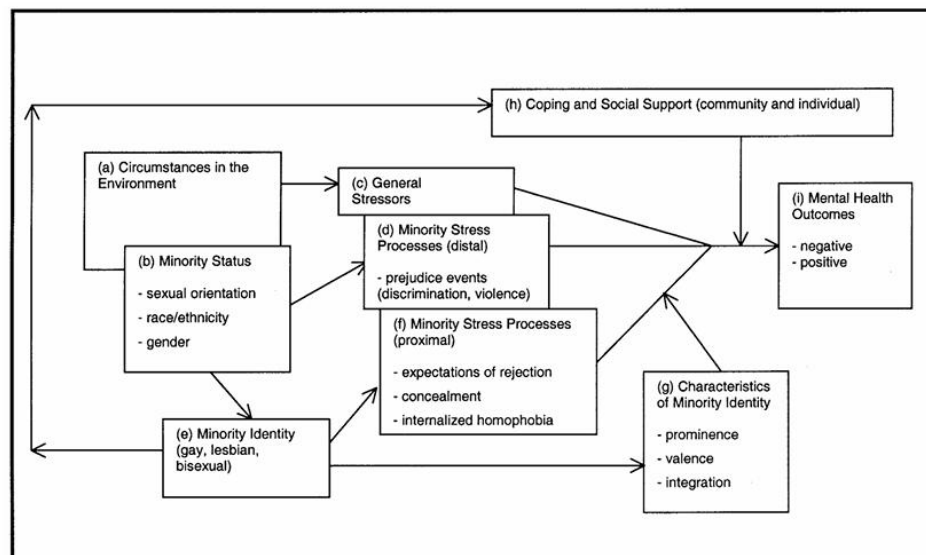 (h) Coping and Social Support (community and individual)
(a) Circumstances in the
Environment
(c) General
Stressors
(i) Mental Health
Outcomes
- negative
- positive
(d) Minority Stress
Processes (distal)
- prejudice events
(discrimination, violence)
(b) Minority Status
- sexual orientation
- race/ethnicity
- gender
(f) Minority Stress Processes
(proximal)
- expectations of rejection
- concealment
- internalized homophobia
(g) Characteristics
of Minority Identity
- prominence
- valence
- integration
(e) Minority Identity
(gay, lesbian,
bisexual)